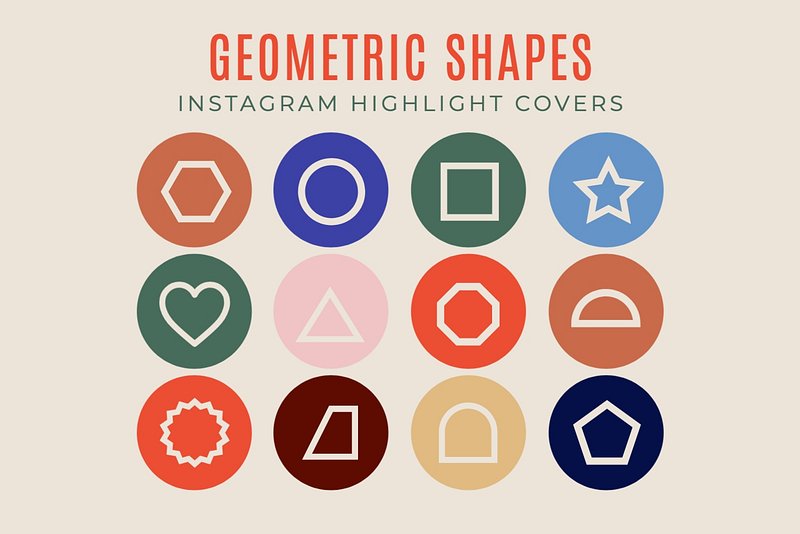 GEOMETRIC SHAPES
INSTAGRAM HIGHLIGHT COVERS